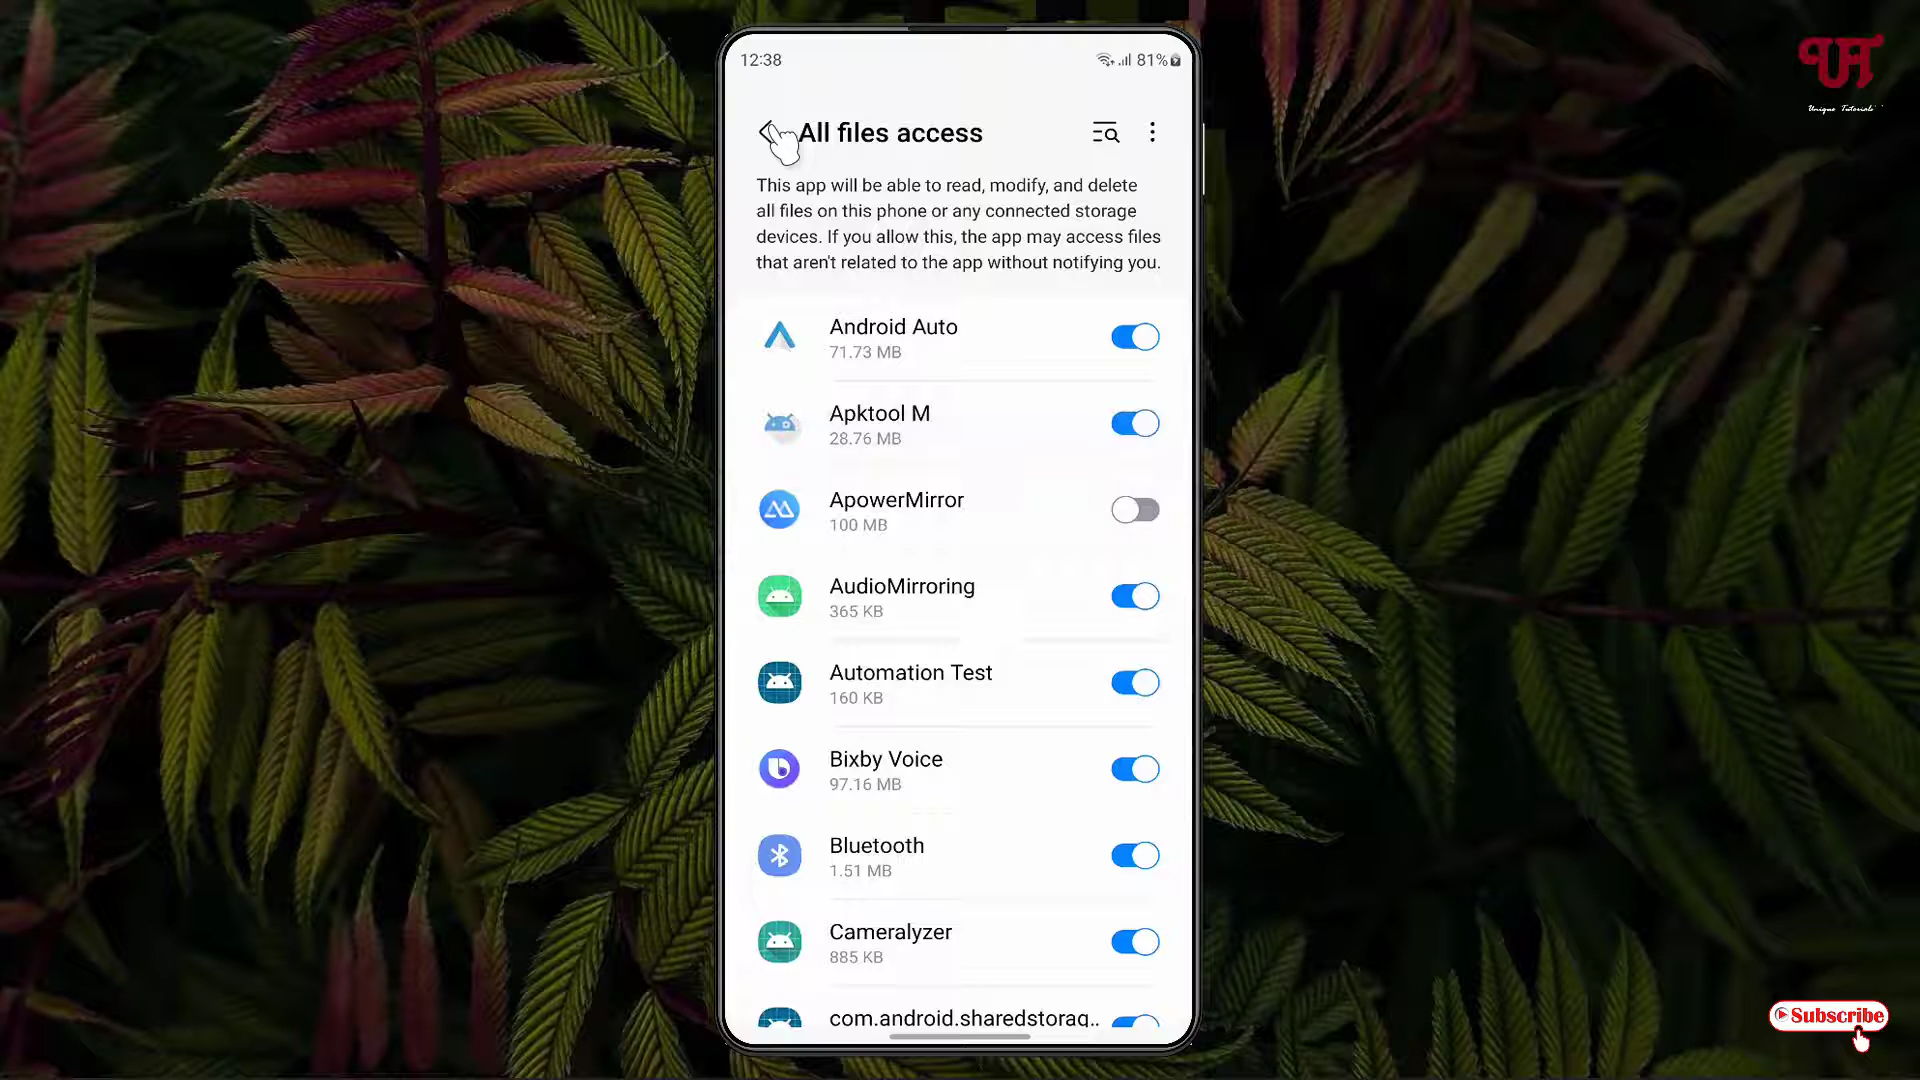 12:38
81%
All files access
This app will be able to read, modify, and delete
all files on this phone or any connected storage
devices. If you allow this, the app may access files
that aren't related to the app without notifying you.
Android Auto
71.73 MB
Apktool M
28.76 MB
ApowerMirror
100 MB
AudioMirroring
365 KB
Automation Test
160 KB
Bixby Voice
97.16 MB
Bluetooth
1.51 MB
Cameralyzer
885 KB
com.android.sharedstorag..
UT
Unique Tutorials
Subscribe